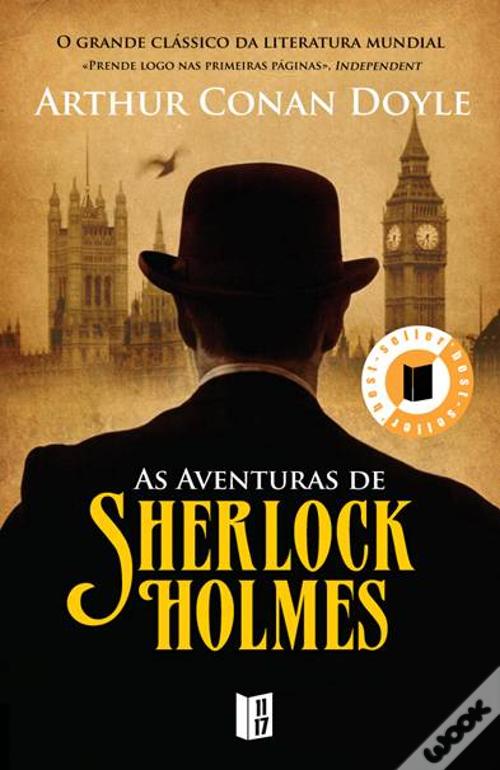 O GRANDE CLÁSSICO DA LITERATURA MUNDIAL
«PRENDE LOGO NAS PRIMEIRAS PÁGINAS», INDEPENDENT
ARTHUR CONAN DOYLE
best-seller·best-seller·
AS AVENTURAS DE
SHERLOCK
HOLMES
11
17
wook